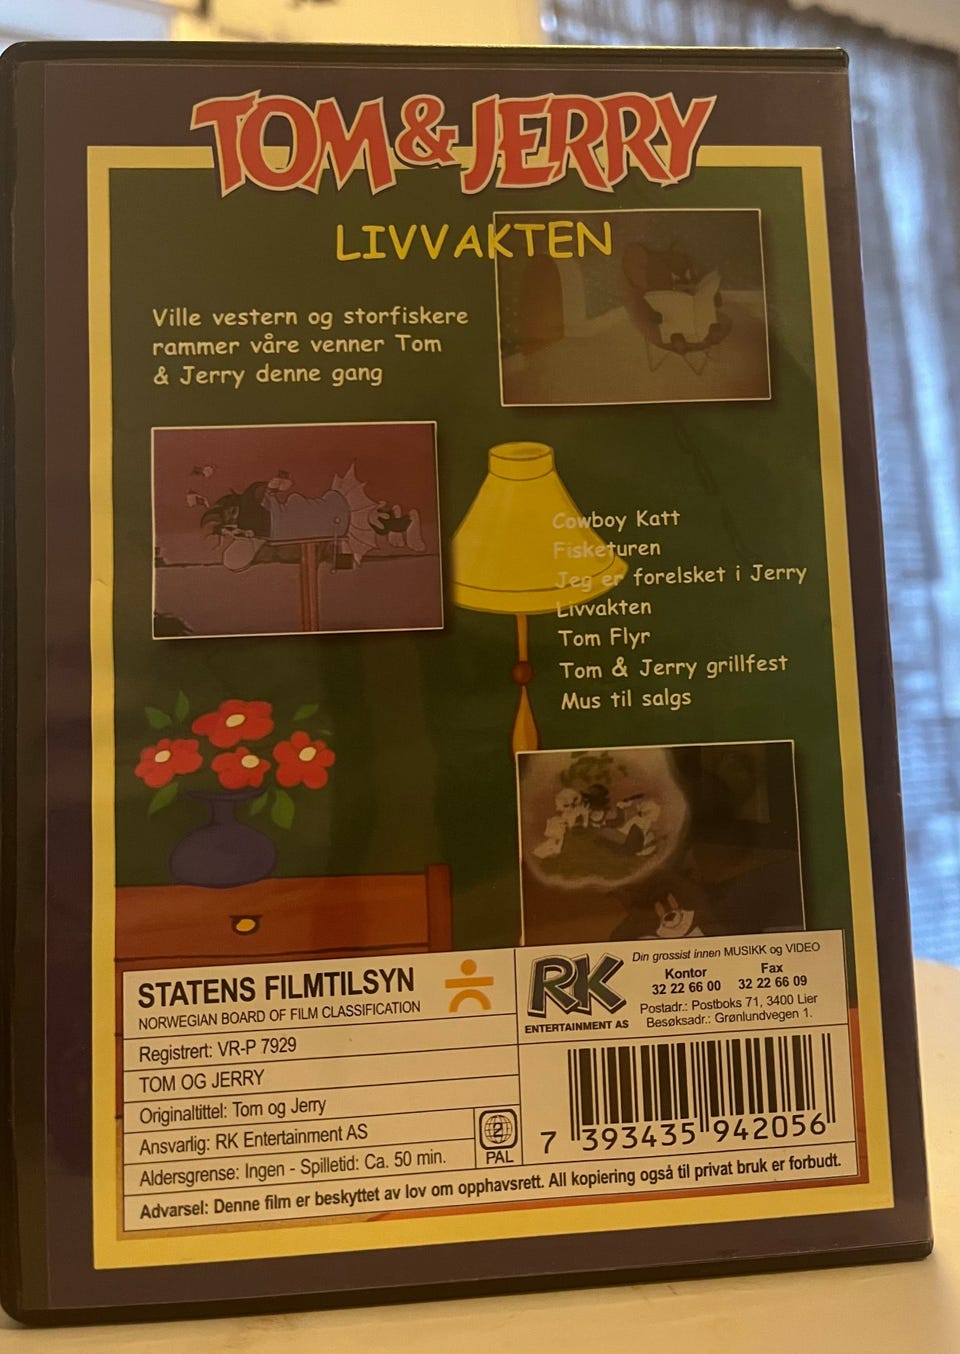 TOM & JERRY
LIVVAKTEN
Ville vestern og storfiskere
rammer våre venner Tom
& Jerry denne gang
Cowboy Katt
Fisketuren
Jeg er forelsket i Jerry
Livvakten
Tom Flyr
Tom & Jerry grillfest
Mus til salgs
STATENS FILMTILSYN
NORWEGIAN BOARD OF FILM CLASSIFICATION
Registrert: VR-P 7929
TOM OG JERRY
Originaltittel: Tom og Jerry
Ansvarlig: RK Entertainment AS
Aldersgrense: Ingen - Spilletid: Ca. 50 min.
2
PAL
RK
ENTERTAINMENT AS
Din grossist innen MUSIKK og VIDEO
Kontor Fax
32 22 66 00 32 22 66 09
Postadr.: Postboks 71, 3400 Lier
Besøksadr.: Grønlundvegen 1.
7 393435 942056
Advarsel: Denne film er beskyttet av lov om opphavsrett. All kopiering også til privat bruk er forbudt.